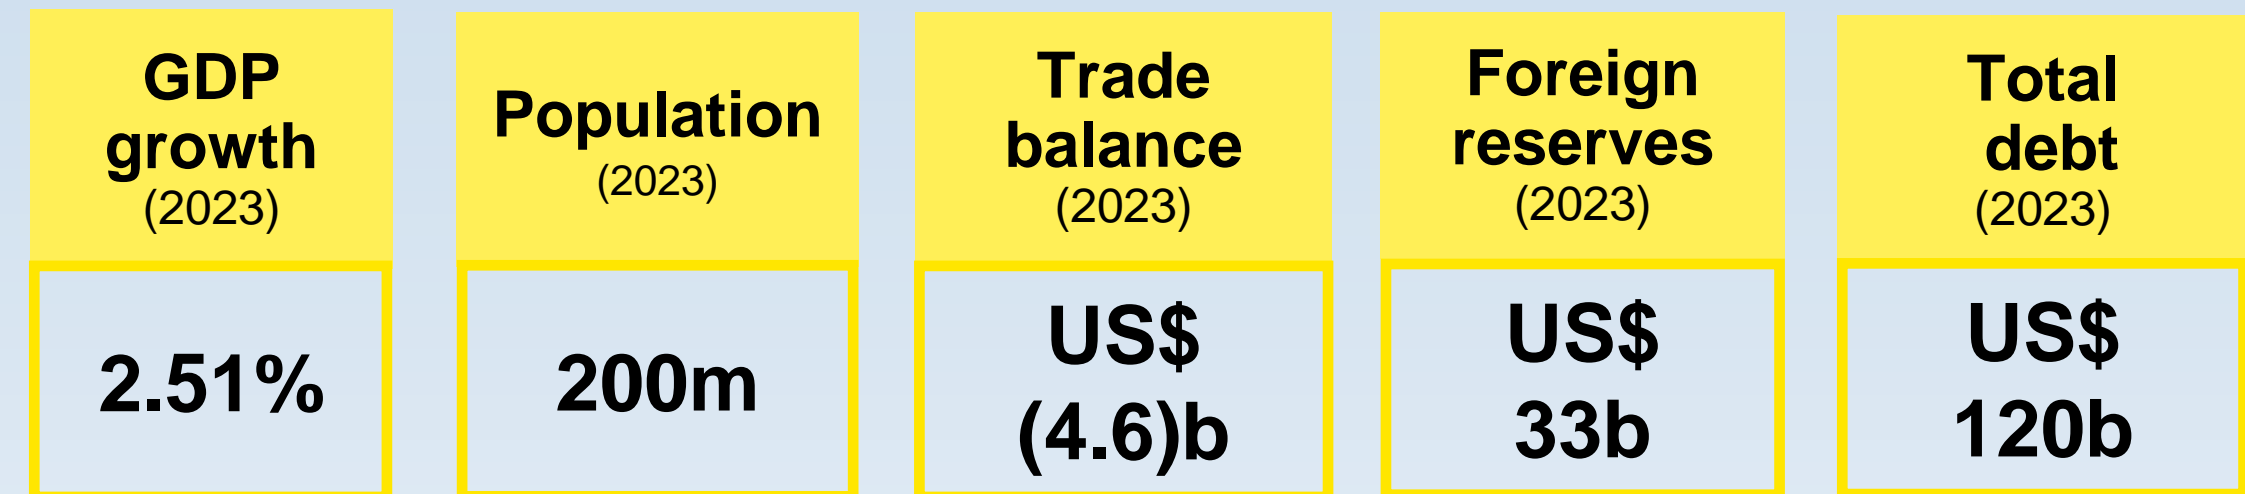 GDP
growth
(2023)
2.51%
Population
(2023)
200m
Trade
balance
(2023)
US$
(4.6)b
Foreign
reserves
(2023)
US$
33b
Total
debt
(2023)
US$
120b